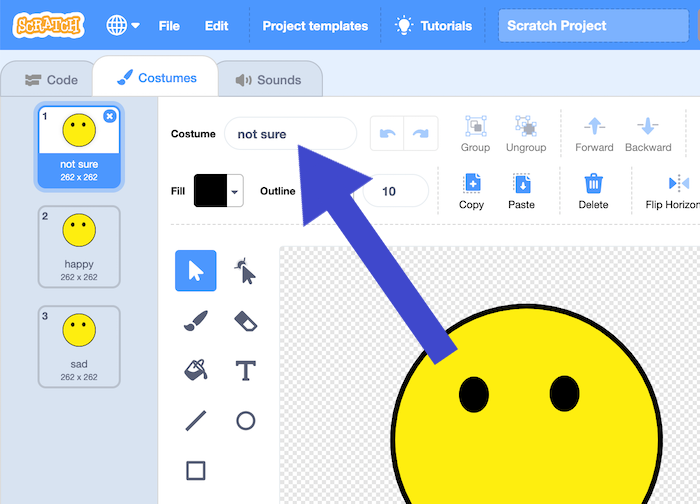 SCRATCH File Edit Project templates Tutorials Scratch Project
Code Costumes Sounds
1
not sure
262 x 262
2
happy
262 x 262
3
sad
262 x 262
Costume not sure Group Ungroup Forward Backward
Fill Outline 10 Copy Paste Delete Flip Horizon
T